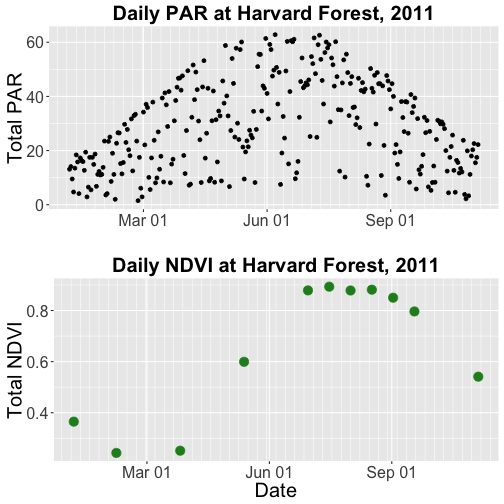 Daily PAR at Harvard Forest, 2011
Total PAR
60
40
20
0
Mar 01 Jun 01 Sep 01
Daily NDVI at Harvard Forest, 2011
Total NDVI
0.8
0.6
0.4
Mar 01 Jun 01 Sep 01
Date